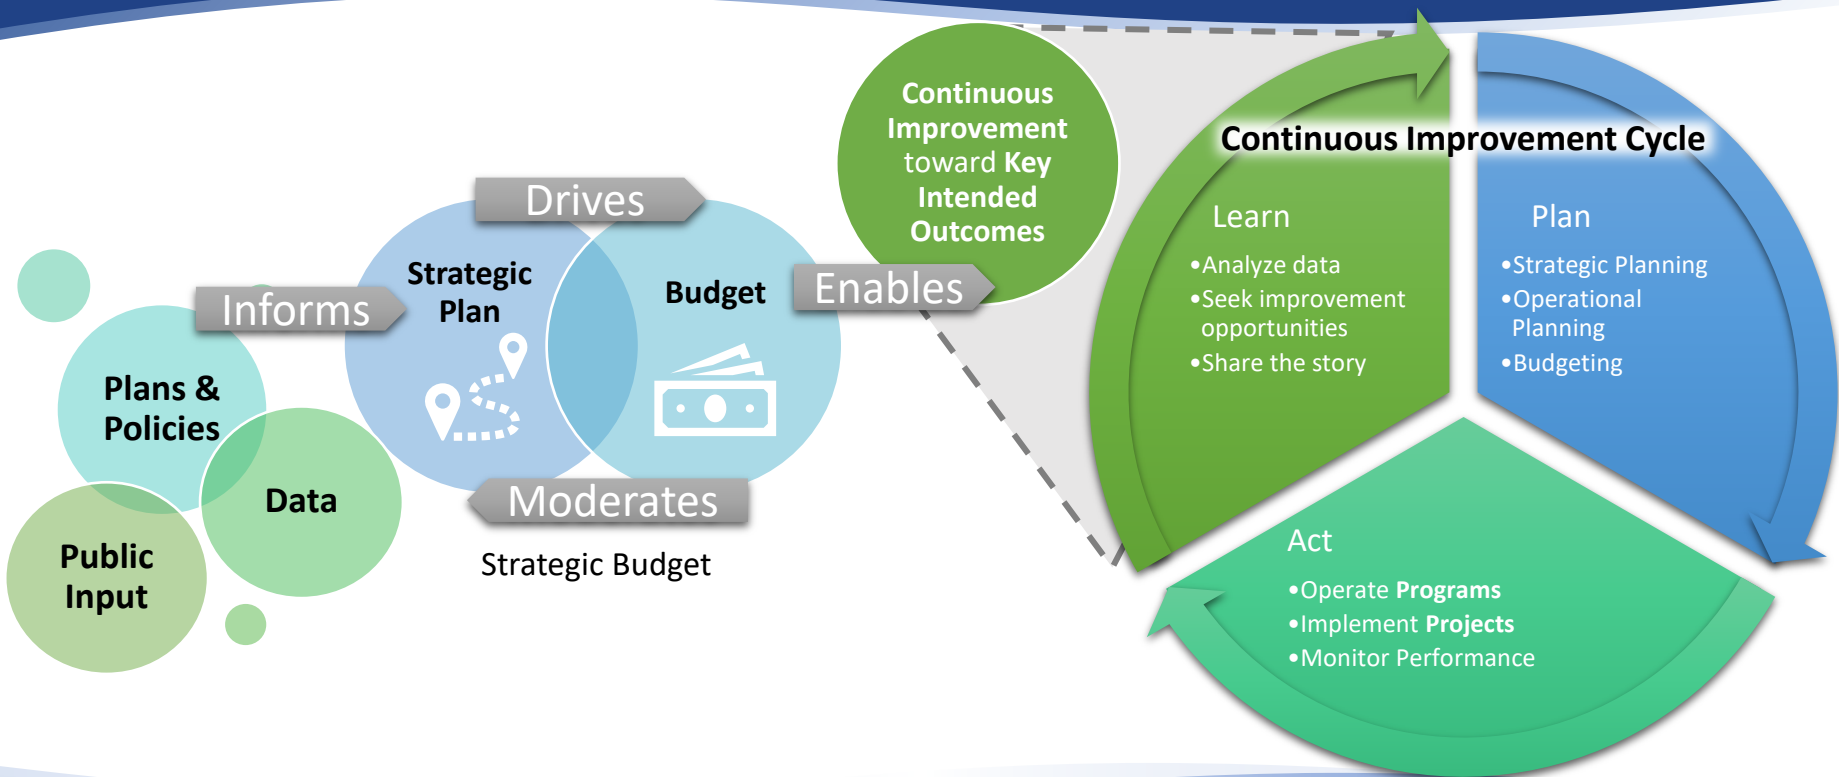 Public
Input
Plans &
Policies
Data
Informs
Strategic
Plan
Drives
Budget
Moderates
Strategic Budget
Enables
Continuous
Improvement
toward Key
Intended
Outcomes
Continuous Improvement Cycle
Learn
•Analyze data
•Seek improvement
opportunities
•Share the story
Plan
•Strategic Planning
•Operational
Planning
•Budgeting
Act
•Operate Programs
•Implement Projects
•Monitor Performance